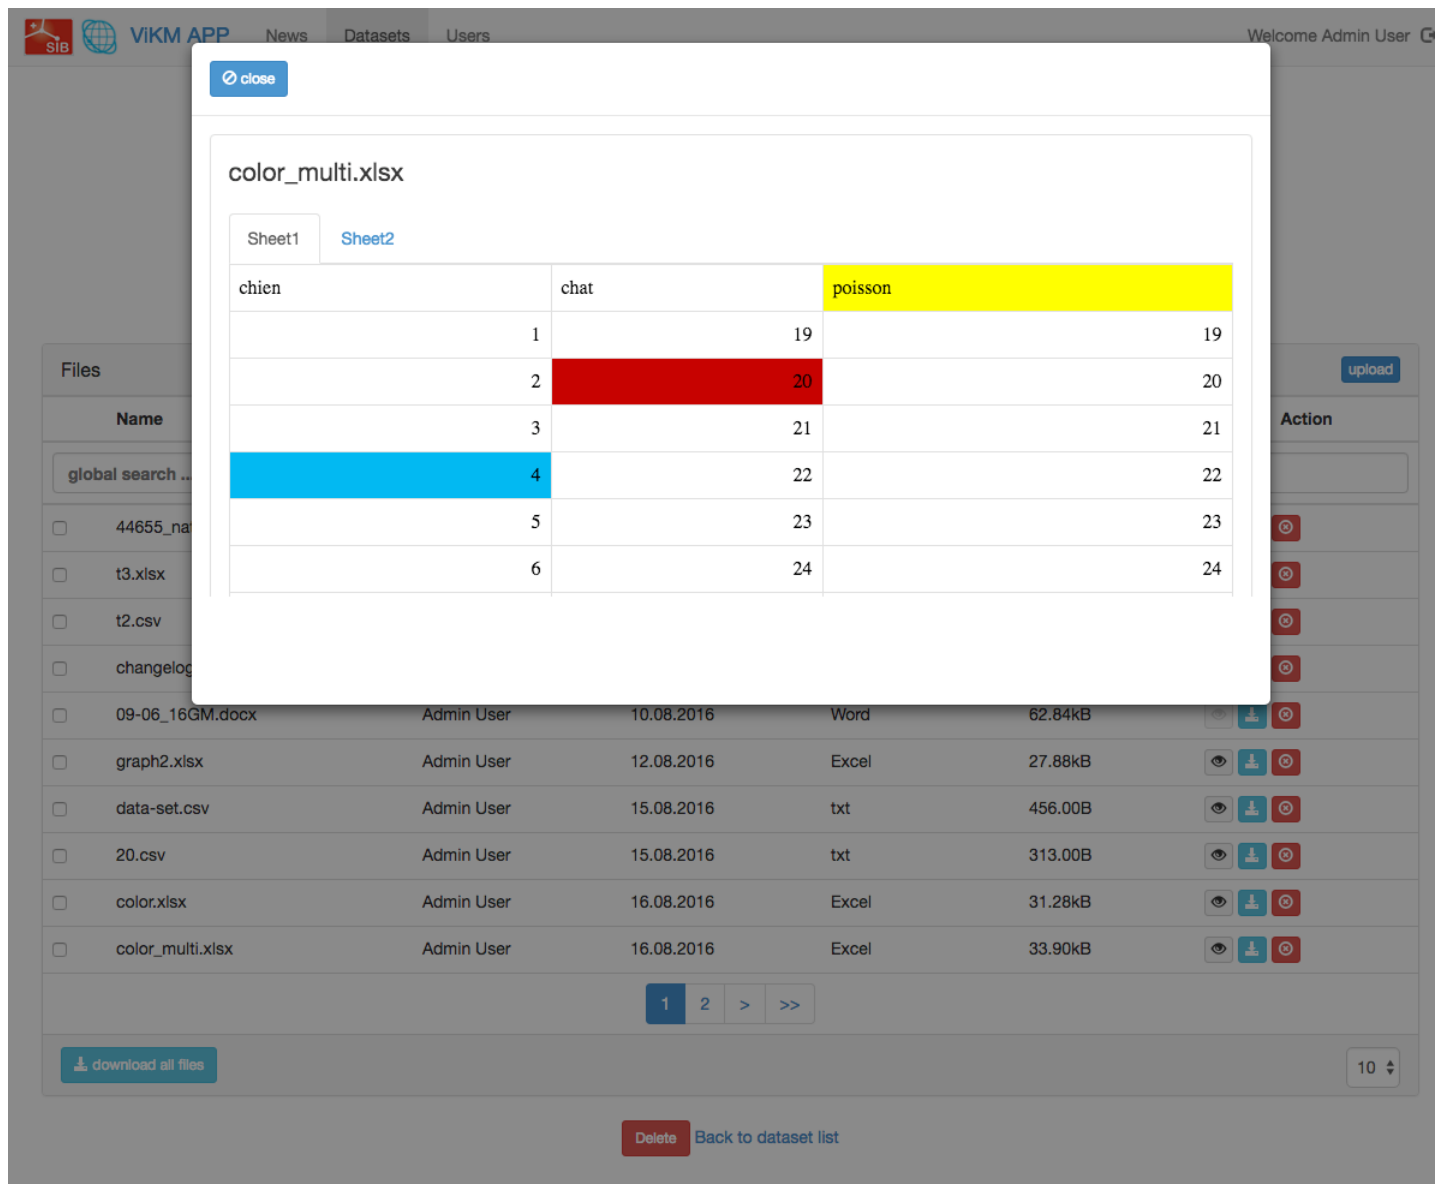 SIB ViKM APP News Datasets Users Welcome Admin User
close
color_multi.xlsx
Sheet1 Sheet2
chien chat poisson
1 19 19
2 20 20
3 21 21
4 22 22
5 23 23
6 24 24
Files upload
Name Action
global search ...
44655_na
t3.xlsx
t2.csv
changelog
09-06_16GM.docx Admin User 10.08.2016 Word 62.84kB
graph2.xlsx Admin User 12.08.2016 Excel 27.88kB
data-set.csv Admin User 15.08.2016 txt 456.00B
20.csv Admin User 15.08.2016 txt 313.00B
color.xlsx Admin User 16.08.2016 Excel 31.28kB
color_multi.xlsx Admin User 16.08.2016 Excel 33.90kB
1 2 > >>
download all files 10
Delete Back to dataset list